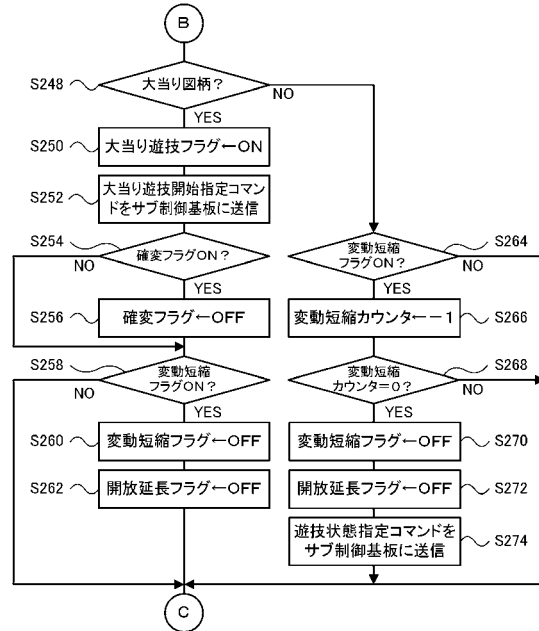 B
S248
大当り図柄？
NO
YES
S250
大当り遊技フラグ←ON
S252
大当り遊技開始指定コマン
ドをサブ制御基板に送信
S254
確変フラグON？
NO
YES
S256
確変フラグ←OFF
S258
変動短縮
フラグON？
NO
YES
S260
変動短縮フラグ←OFF
S262
開放延長フラグ←OFF
S264
変動短縮
フラグON？
NO
YES
変動短縮カウンタ←－1
S266
S268
変動短縮
カウンタ＝0？
NO
YES
変動短縮フラグ←OFF
S270
開放延長フラグ←OFF
S272
遊技状態指定コマンドを
サブ制御基板に送信
S274
C